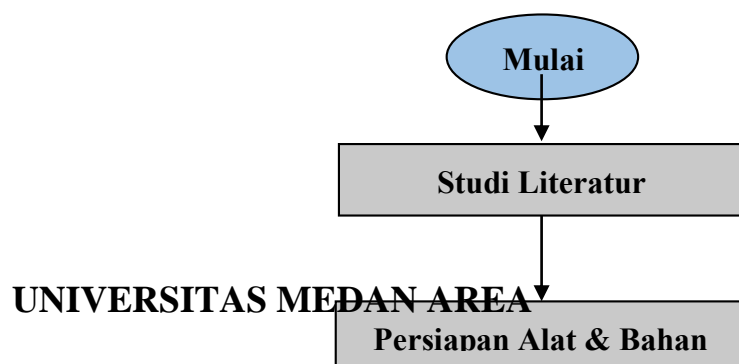 Mulai
Studi Literatur
UNIVERSITAS MEDAN AREA
Persiapan Alat & Bahan